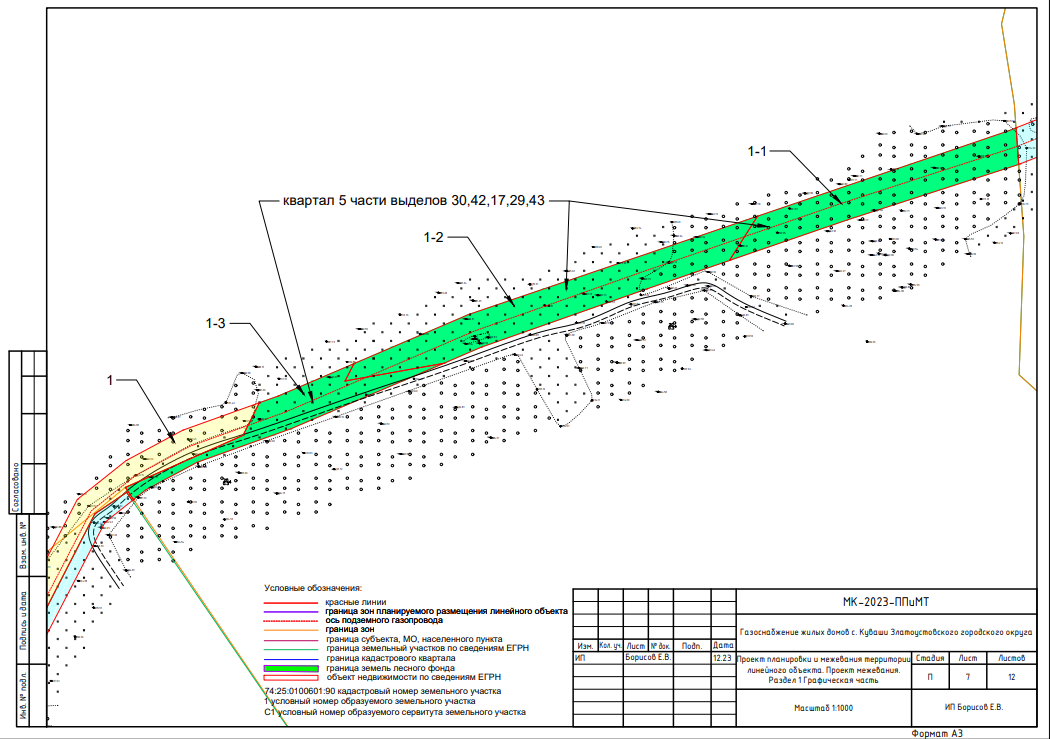 1-1
квартал 5 части выделов 30,42,17,29,43
1-2
1-3
1
Согласовано
Взам. инв. №
Подпись и дата
Инв. № подл.
Условные обозначения:
красные линии
граница зон планируемого размещения линейного объекта
ось подземного газопровода
граница зон
граница субъекта, МО, населенного пункта
граница земельный участков по сведениям ЕГРН
граница кадастрового квартала
граница земель лесного фонда
объект недвижимости по сведениям ЕГРН
74:25:0100601:90 кадастровый номер земельного участка
1 условный номер образуемого земельного участка
С1 условный номер образуемого сервитута земельного участка
МК-2023-ППиМТ
Газоснабжение жилых домов с. Куваши Златоустовского городского округа
Изм. Кол.уч. Лист № док. Подп. Дата
ИП Борисов Е.В. 12.23
Проект планировки и межевания территории
линейного объекта. Проект межевания.
Раздел 1 Графическая часть
Стадия Лист Листов
П 7 12
Масштаб 1:1000
ИП Борисов Е.В.
Формат А3